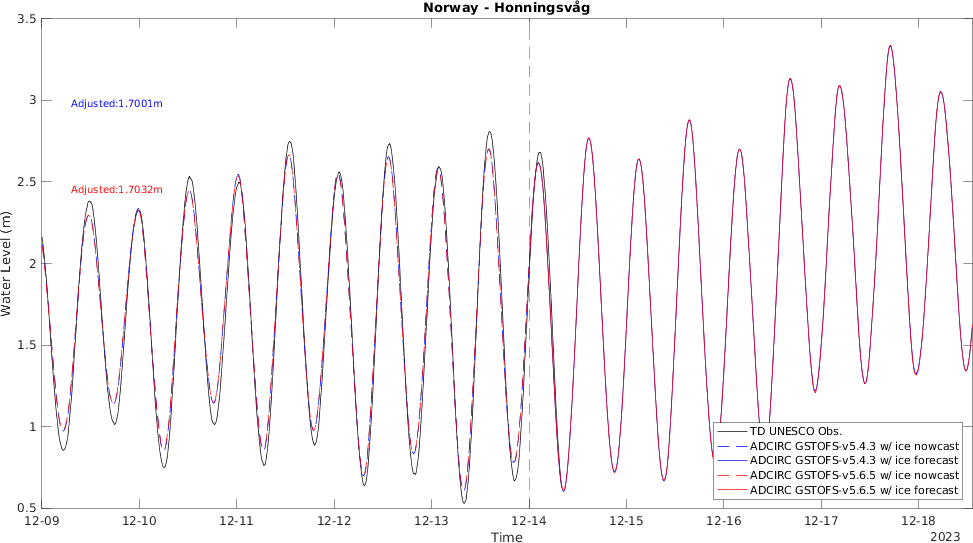 Norway - Honningsvåg
3.5
3
2.5
2
1.5
1
0.5
Water Level (m)
Adjusted:1.7001m
Adjusted:1.7032m
TD UNESCO Obs.
ADCIRC GSTOFS-v5.4.3 w/ ice nowcast
ADCIRC GSTOFS-v5.4.3 w/ ice forecast
ADCIRC GSTOFS-v5.6.5 w/ ice nowcast
ADCIRC GSTOFS-v5.6.5 w/ ice forecast
12-09 12-10 12-11 12-12 12-13 12-14 12-15 12-16 12-17 12-18
Time
2023